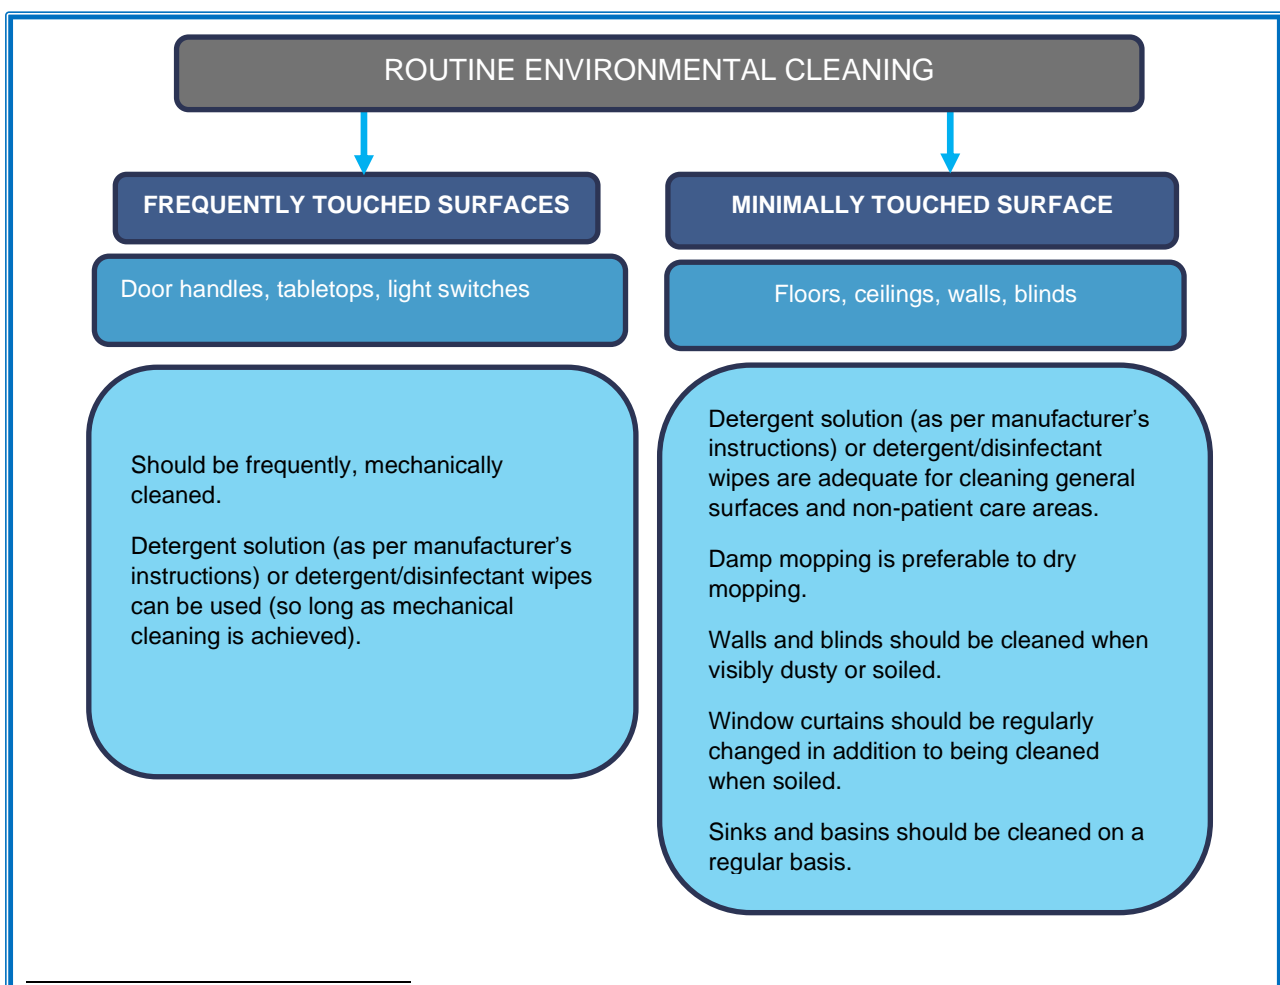 ROUTINE ENVIRONMENTAL CLEANING
FREQUENTLY TOUCHED SURFACES
Door handles, tabletops, light switches
Should be frequently, mechanically
cleaned.
Detergent solution (as per manufacturer’s
instructions) or detergent/disinfectant wipes
can be used (so long as mechanical
cleaning is achieved).
MINIMALLY TOUCHED SURFACE
Floors, ceilings, walls, blinds
Detergent solution (as per manufacturer’s
instructions) or detergent/disinfectant
wipes are adequate for cleaning general
surfaces and non-patient care areas.
Damp mopping is preferable to dry
mopping.
Walls and blinds should be cleaned when
visibly dusty or soiled.
Window curtains should be regularly
changed in addition to being cleaned
when soiled.
Sinks and basins should be cleaned on a
regular basis.